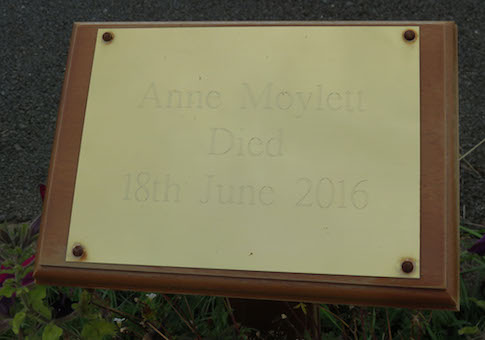 Anne Moylett
Died
18th June 2016